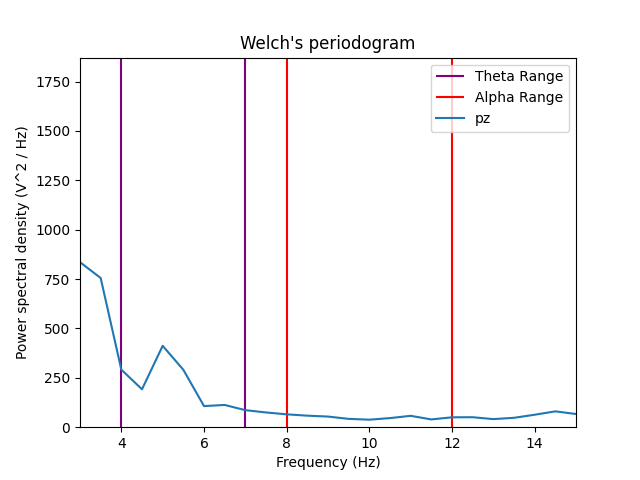 Welch's periodogram
Power spectral density (V^2 / Hz)
1750
1500
1250
1000
750
500
250
0
4
6
8
10
12
14
Frequency (Hz)
Theta Range
Alpha Range
pz